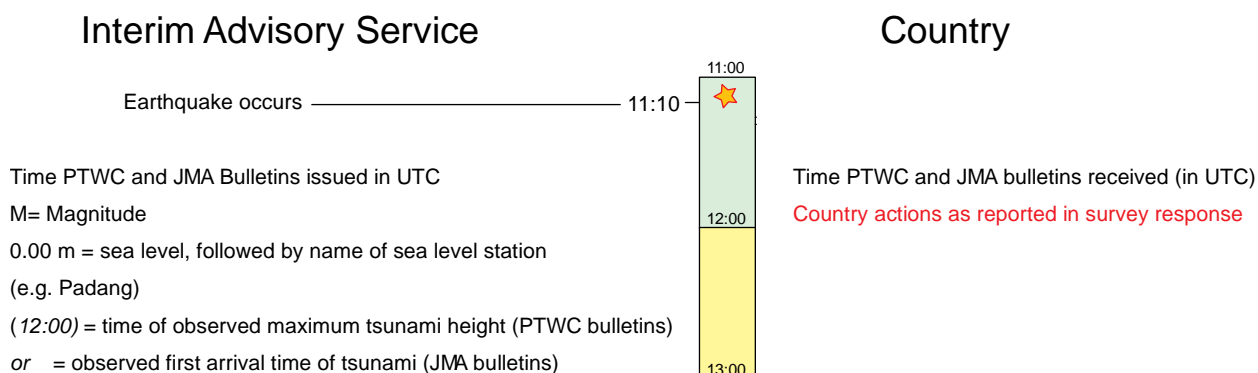 Interim Advisory Service
Country
11:00
Earthquake occurs
11:10
Time PTWC and JMA Bulletins issued in UTC
Time PTWC and JMA bulletins received (in UTC)
M= Magnitude
12:00
Country actions as reported in survey response
0.00 m = sea level, followed by name of sea level station
(e.g. Padang)
(12:00) = time of observed maximum tsunami height (PTWC bulletins)
or = observed first arrival time of tsunami (JMA bulletins)
13:00